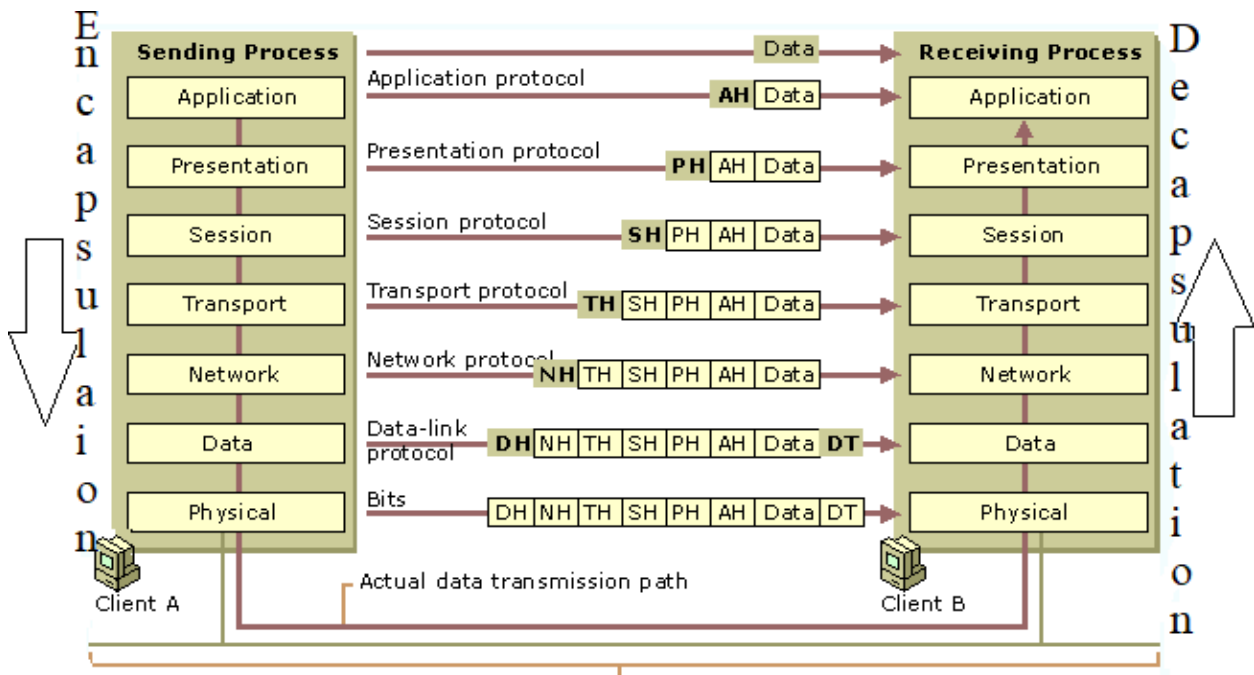 Encapsulaion
Sending Process
Data
Receiving Process
Decapsulation
Application
Application protocol
AH Data
Application
Presentation
Presentation protocol
PH AH Data
Presentation
Session
Session protocol
SH PH AH Data
Session
Transport
Transport protocol
TH SH PH AH Data
Transport
Network
Network protocol
NH TH SH PH AH Data
Network
Data
Data-link
protocol
DH NH TH SH PH AH Data DT
Data
Physical
Bits
DH NH TH SH PH AH Data DT
Physical
Client A
Actual data transmission path
Client B